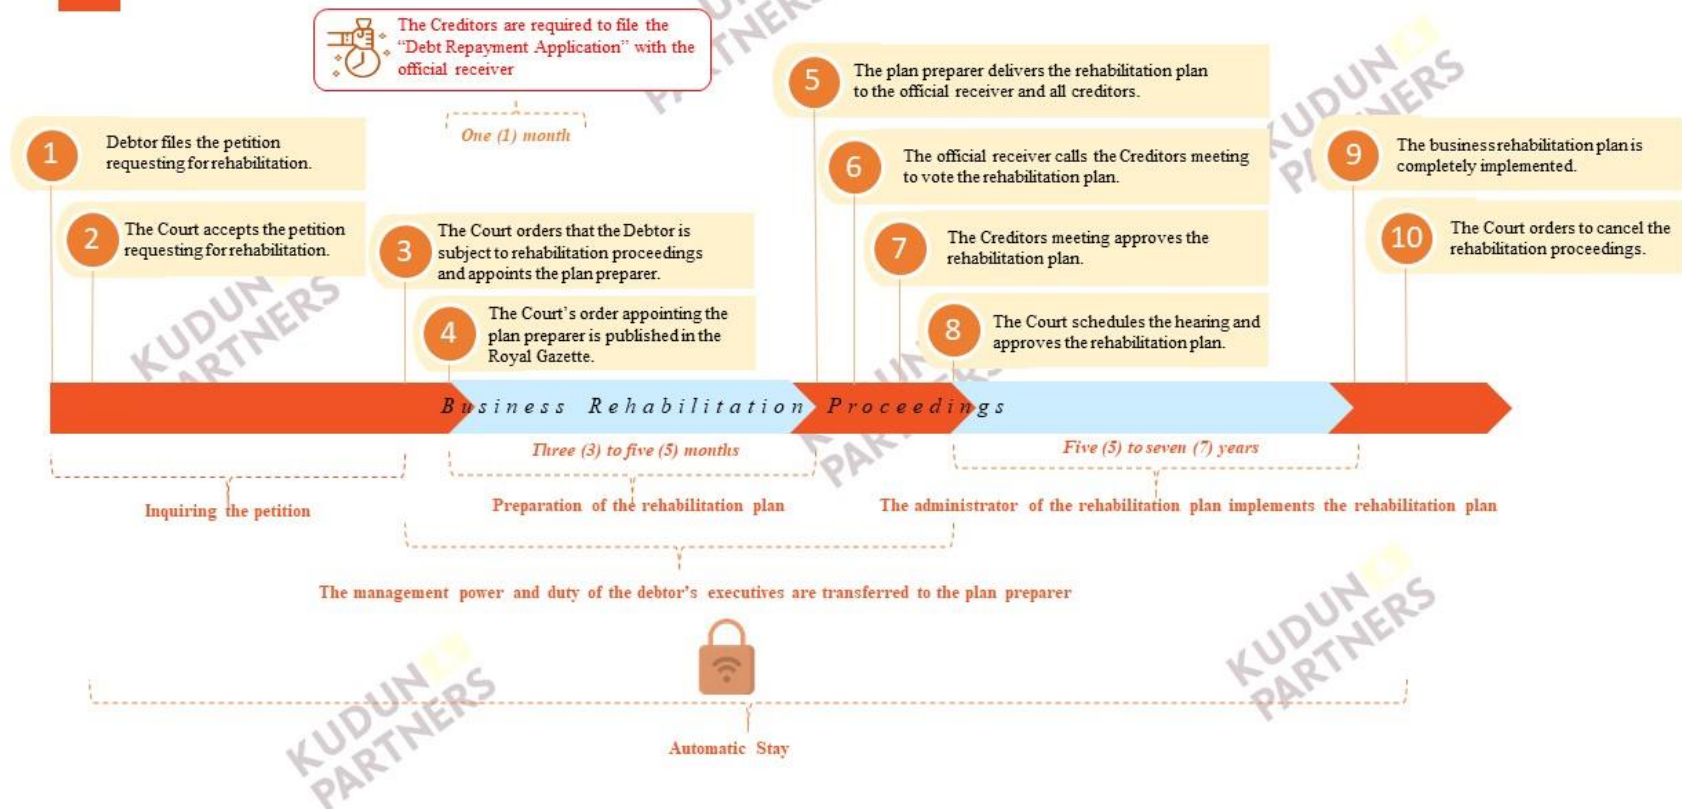 The Creditors are required to file the
“Debt Repayment Application” with the
official receiver
One (1) month
1
Debtor files the petition
requesting for rehabilitation.
2
The Court accepts the petition
requesting for rehabilitation.
3
The Court orders that the Debtor is
subject to rehabilitation proceedings
and appoints the plan preparer.
4
The Court’s order appointing the
plan preparer is published in the
Royal Gazette.
5
The plan preparer delivers the rehabilitation plan
to the official receiver and all creditors.
6
The official receiver calls the Creditors meeting
to vote the rehabilitation plan.
7
The Creditors meeting approves the
rehabilitation plan.
8
The Court schedules the hearing and
approves the rehabilitation plan.
9
The business rehabilitation plan is
completely implemented.
10
The Court orders to cancel the
rehabilitation proceedings.
Business Rehabilitation Proceedings
Three (3) to five (5) months
Five (5) to seven (7) years
Inquiring the petition
Preparation of the rehabilitation plan
The administrator of the rehabilitation plan implements the rehabilitation plan
The management power and duty of the debtor’s executives are transferred to the plan preparer
Automatic Stay
KUDUN
PARTNERS
KUDUN
PARTNERS
KUDUN
PARTNERS
KUDUN
PARTNERS